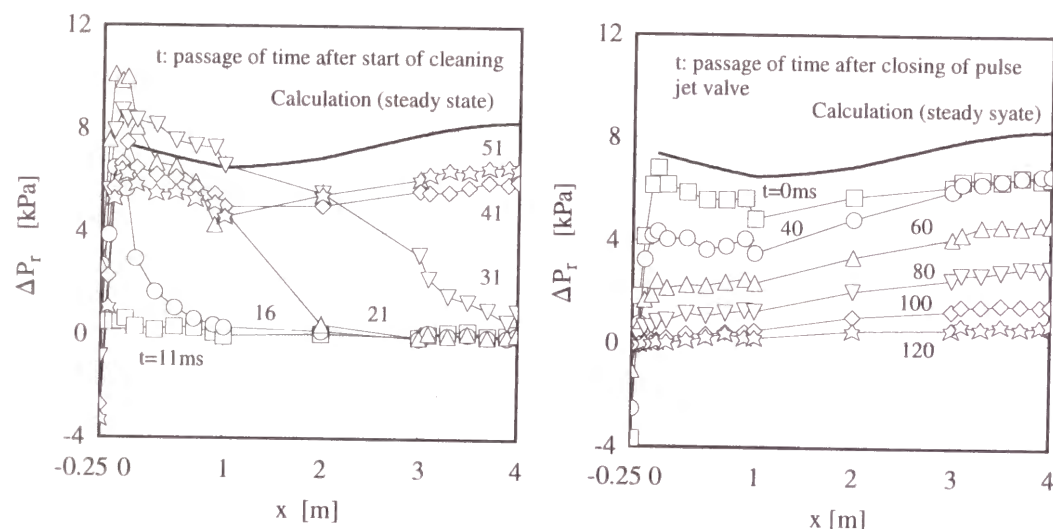 12
t: passage of time after start of cleaning
Calculation (steady state)
8
51
41
4
31
16
21
0
t=11ms
-4
-0.25 0 1 2 3 4
x [m]
ΔPr [kPa]
12
t: passage of time after closing of pulse
jet valve
Calculation (steady syate)
8
t=0ms
40
60
4
80
100
0
120
-4
-0.25 0 1 2 3 4
x [m]
ΔPr [kPa]